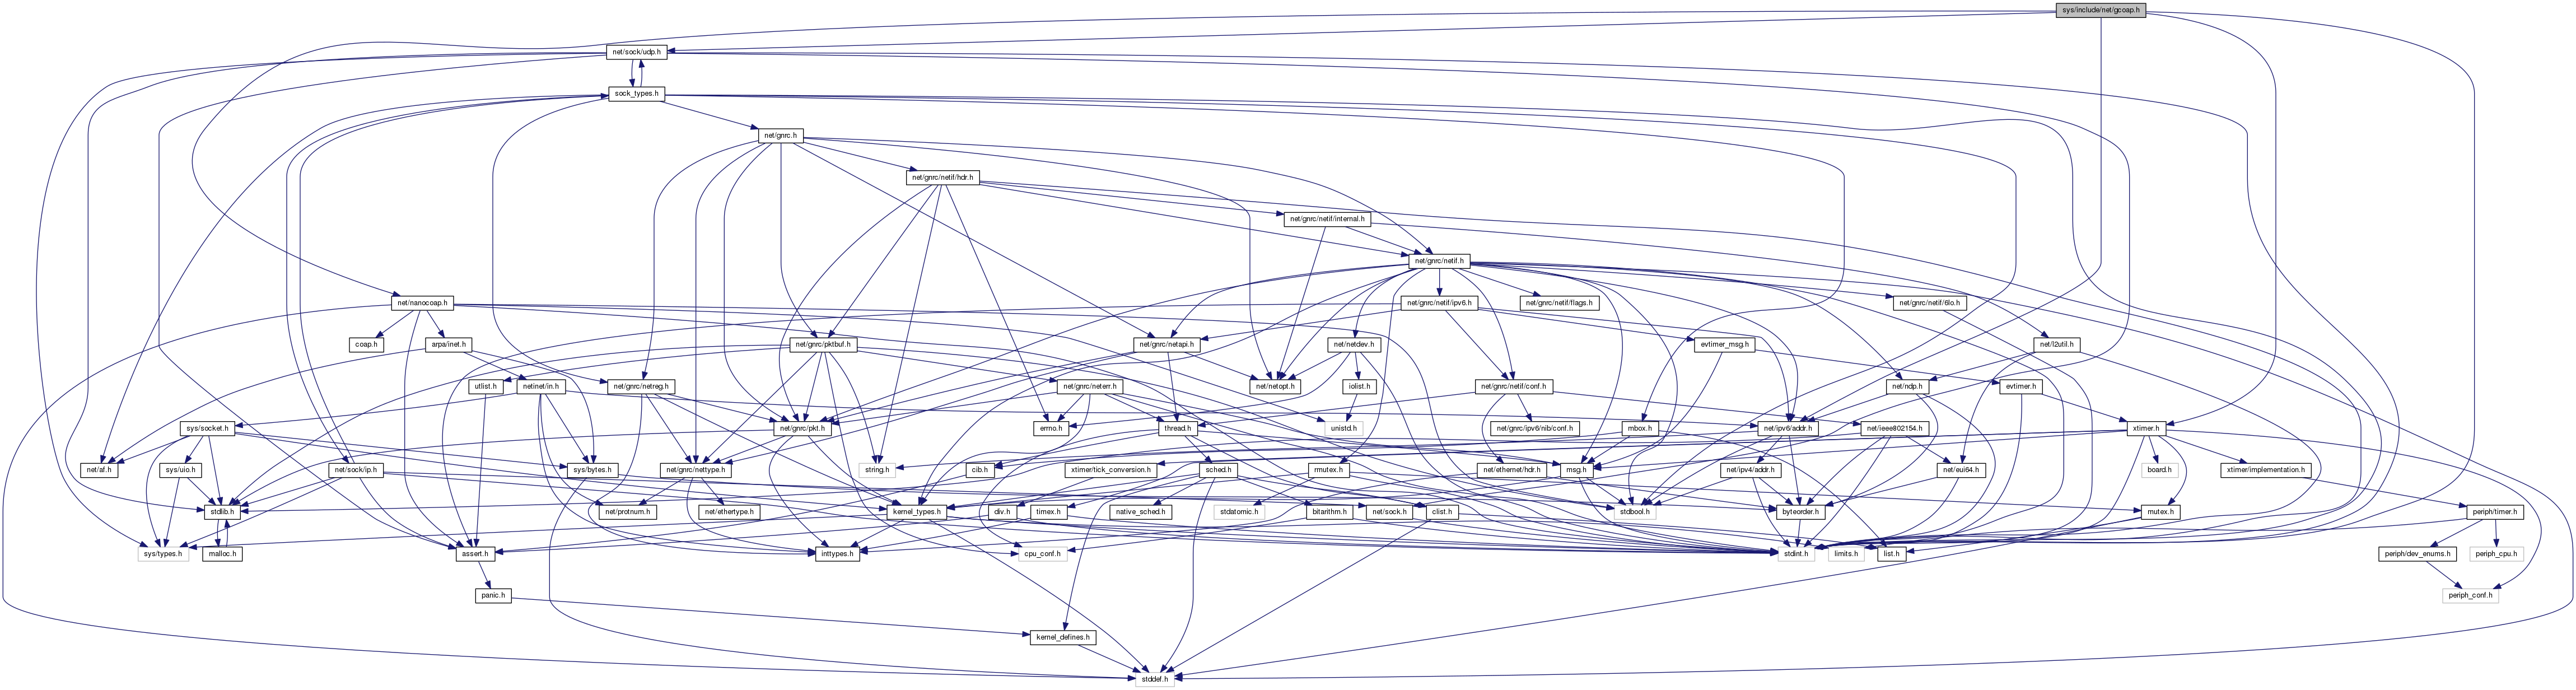 sys/include/net/gcoap.h
net/sock/udp.h
sock_types.h
net/gnrc.h
net/gnrc/netif/hdr.h
net/gnrc/netif/internal.h
net/gnrc/netif.h
net/nanocoap.h
net/gnrc/netif/ipv6.h
net/gnrc/netif/flags.h
net/gnrc/netif/6lo.h
coap.h
arpa/inet.h
net/gnrc/pktbuf.h
net/gnrc/netapi.h
net/netdev.h
evtimer_msg.h
net/l2util.h
utlist.h
netinet/in.h
net/gnrc/netreg.h
net/gnrc/neterr.h
net/netopt.h
iolist.h
net/gnrc/netif/conf.h
net/ndp.h
evtimer.h
sys/socket.h
net/gnrc/pkt.h
errno.h
thread.h
unistd.h
net/gnrc/ipv6/nib/conf.h
mbox.h
net/ipv6/addr.h
net/ieee802154.h
xtimer.h
net/af.h
sys/uio.h
net/sock/ip.h
sys/bytes.h
net/gnrc/nettype.h
string.h
cib.h
xtimer/tick_conversion.h
sched.h
rmutex.h
net/ethernet/hdr.h
msg.h
net/ipv4/addr.h
net/eui64.h
board.h
xtimer/implementation.h
stdlib.h
net/protnum.h
net/ethertype.h
kernel_types.h
div.h
timex.h
native_sched.h
stdatomic.h
bitarithm.h
net/sock.h
clist.h
stdbool.h
byteorder.h
mutex.h
periph/timer.h
sys/types.h
malloc.h
assert.h
inttypes.h
cpu_conf.h
stdint.h
limits.h
list.h
periph/dev_enums.h
periph_cpu.h
panic.h
periph_conf.h
kernel_defines.h
stddef.h